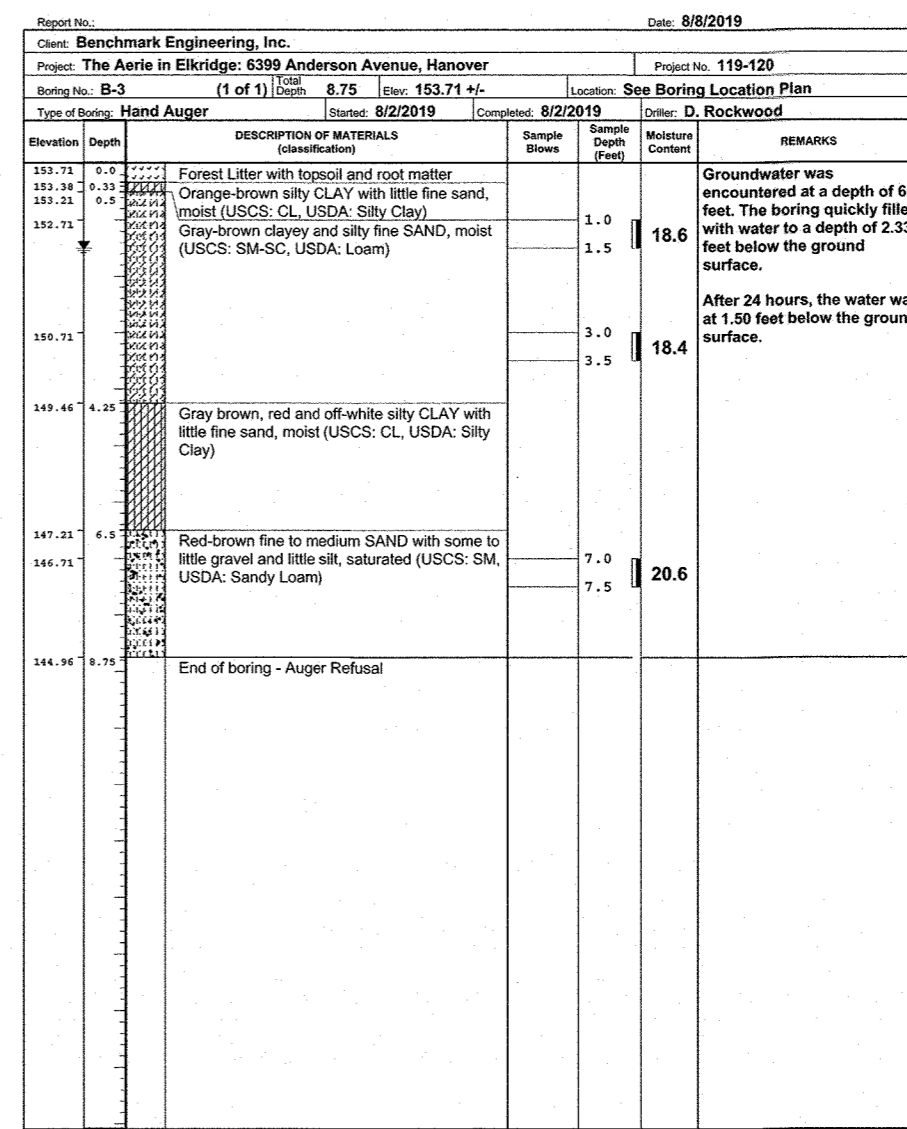 Report No.: Date: 8/8/2019
Client: Benchmark Engineering, Inc.
Project: The Aerie in Elkridge: 6399 Anderson Avenue, Hanover Project No. 119-120
Boring No.: B-3 (1 of 1) Total Depth 8.75 Elev: 153.71 +/- Location: See Boring Location Plan
Type of Boring: Hand Auger Started: 8/2/2019 Completed: 8/2/2019 Driller: D. Rockwood
Elevation Depth DESCRIPTION OF MATERIALS (classification) Sample Blows Sample Depth (Feet) Moisture Content REMARKS
153.71 0.0 Forest Litter with topsoil and root matter
153.38 0.33 Orange-brown silty CLAY with little fine sand,
moist (USCS: CL, USDA: Silty Clay)
153.21 0.5 Gray-brown clayey and silty fine SAND, moist
(USCS: SM-SC, USDA: Loam)
152.71 1.0
1.5
18.6
Groundwater was
encountered at a depth of 6
feet. The boring quickly fille
with water to a depth of 2.33
feet below the ground
surface.
After 24 hours, the water wa
at 1.50 feet below the groun
surface.
150.71 3.0
3.5
18.4
149.46 4.25 Gray brown, red and off-white silty CLAY with
little fine sand, moist (USCS: CL, USDA: Silty
Clay)
147.21 6.5 Red-brown fine to medium SAND with some to
little gravel and little silt, saturated (USCS: SM,
USDA: Sandy Loam)
146.71 7.0
7.5
20.6
144.96 8.75 End of boring - Auger Refusal